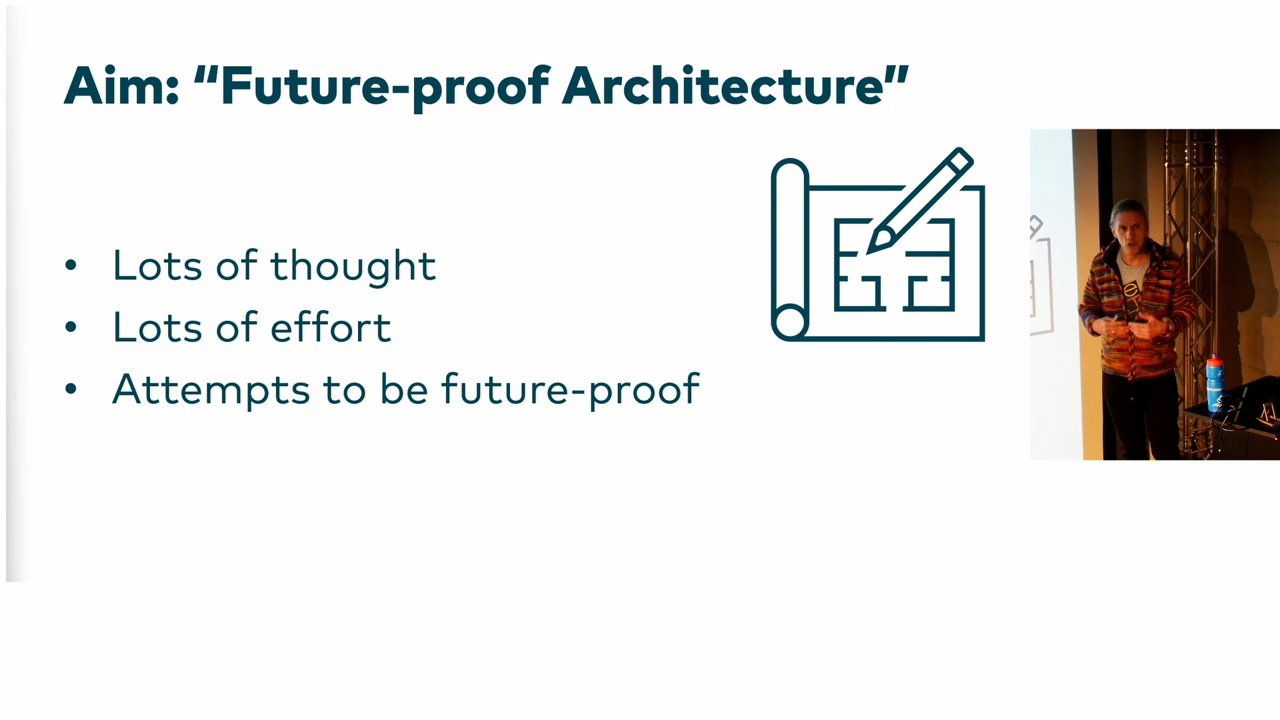 Aim: “Future-proof Architecture”
• Lots of thought
• Lots of effort
• Attempts to be future-proof